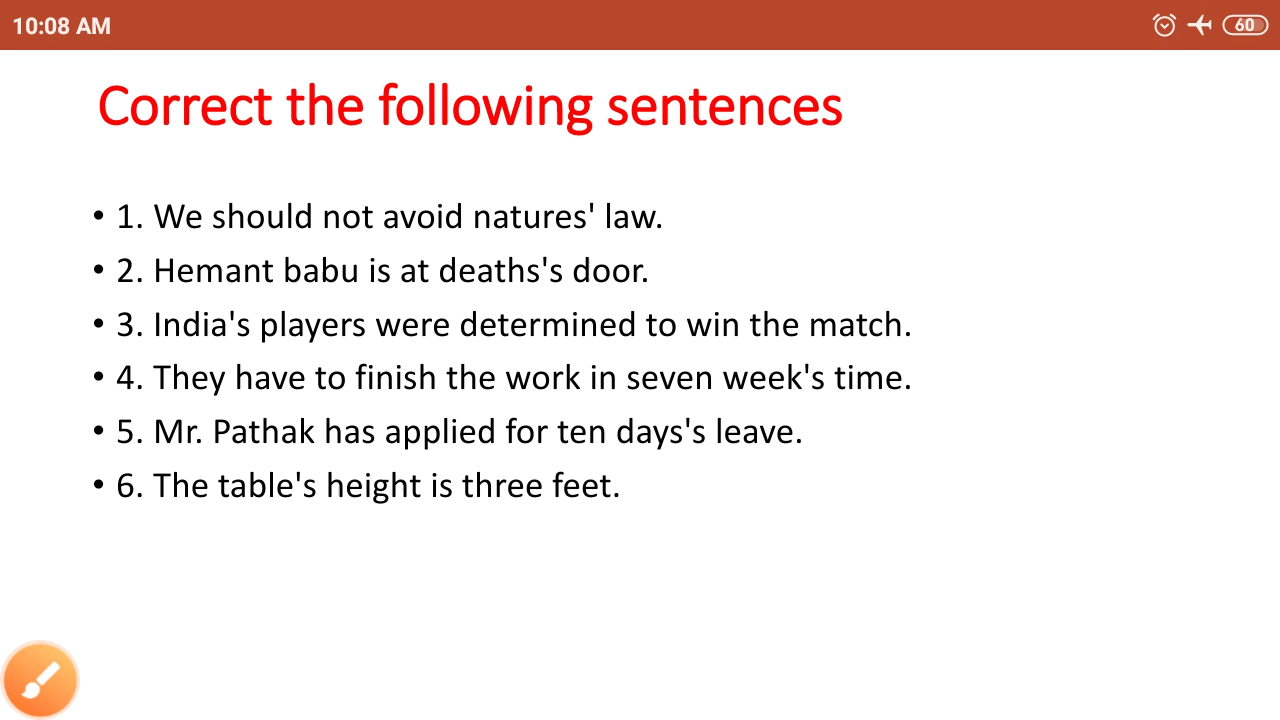 10:08 AM
60
Correct the following sentences
• 1. We should not avoid natures' law.
• 2. Hemant babu is at deaths's door.
• 3. India's players were determined to win the match.
• 4. They have to finish the work in seven week's time.
• 5. Mr. Pathak has applied for ten days's leave.
• 6. The table's height is three feet.